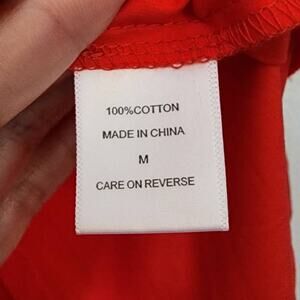 100%COTTON
MADE IN CHINA
M
CARE ON REVERSE